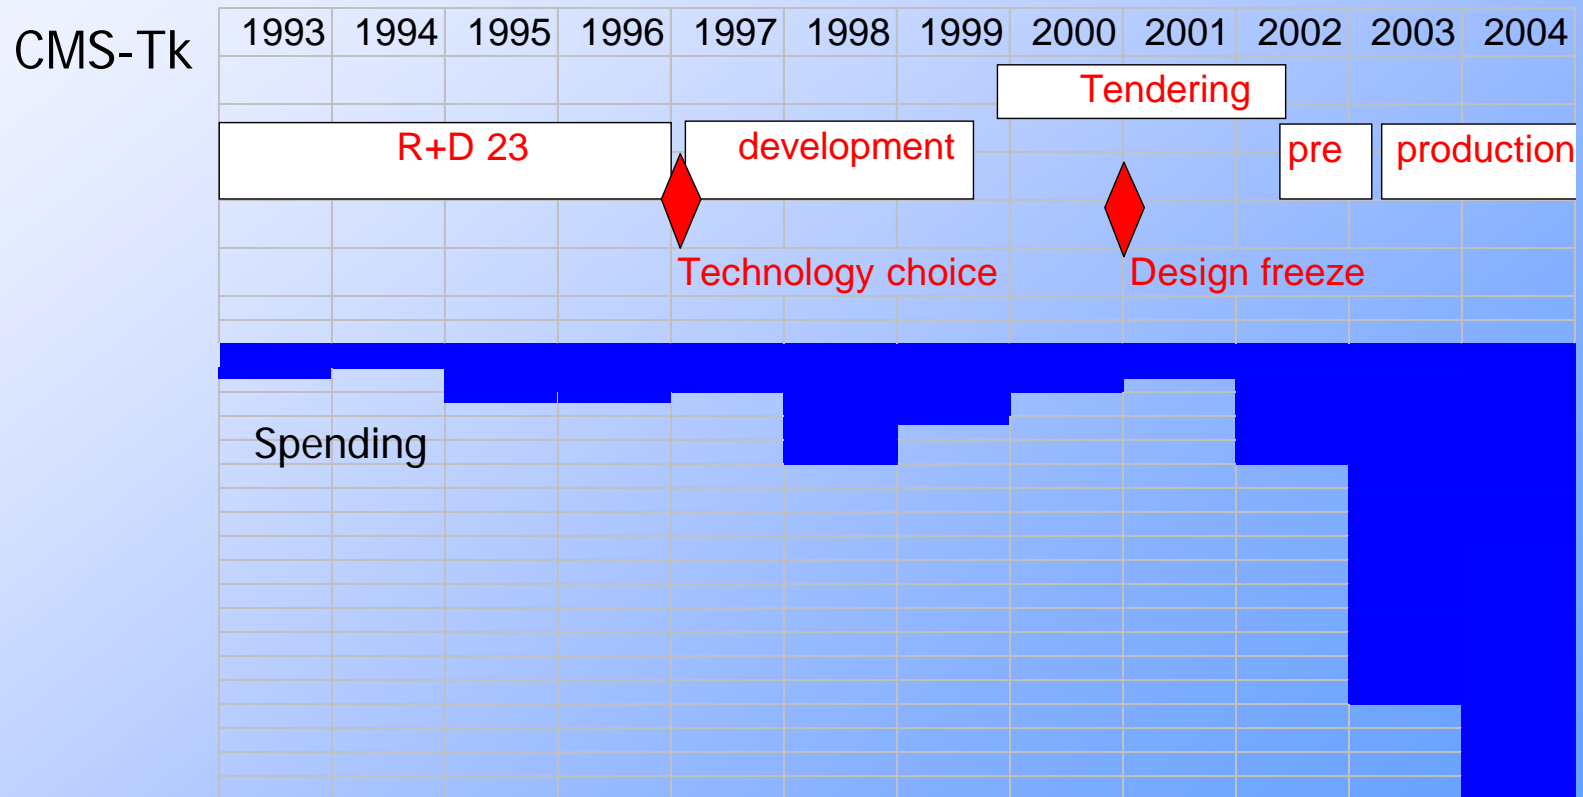 CMS-Tk
1993 1994 1995 1996 1997 1998 1999 2000 2001 2002 2003 2004
Tendering
R+D 23 development pre production
Technology choice Design freeze
Spending